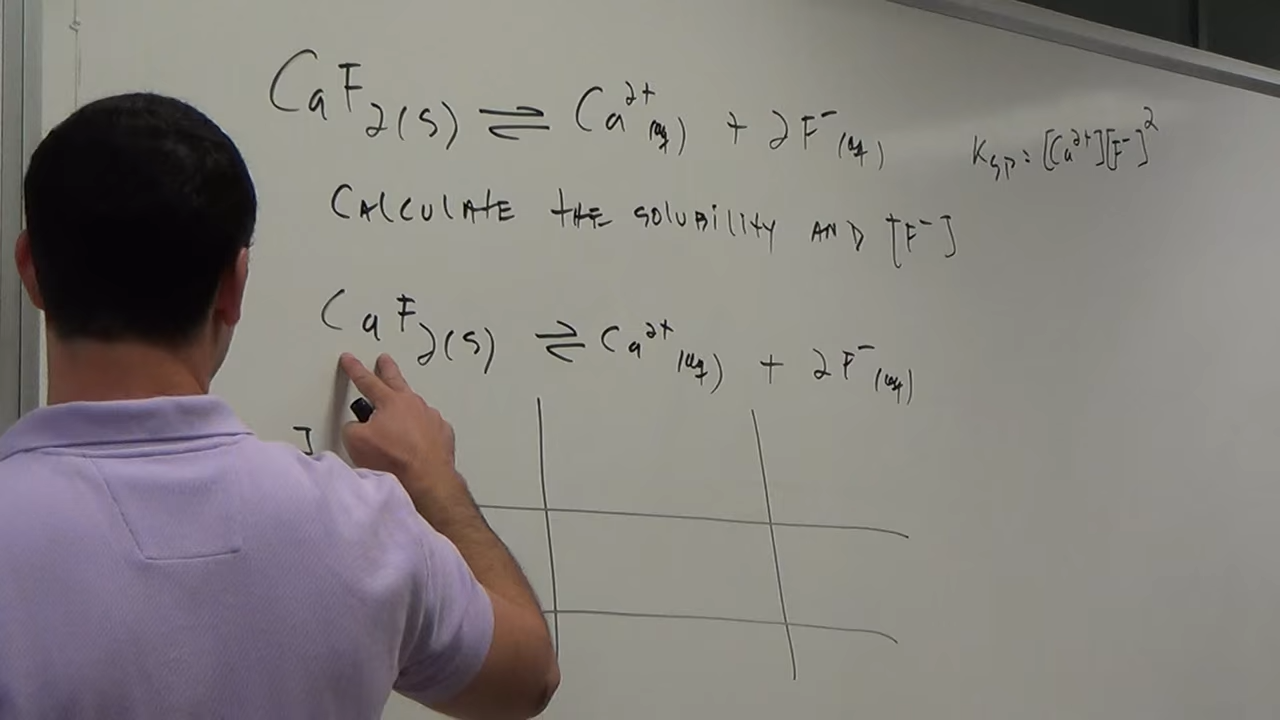 CaF₂(s) ⇌ Ca²⁺(aq) + 2F⁻(aq)
Ksp = [Ca²⁺][F⁻]²
CALCULATE THE SOLUBILITY AND [F⁻]
CaF₂(s) ⇌ Ca²⁺(aq) + 2F⁻(aq)
I